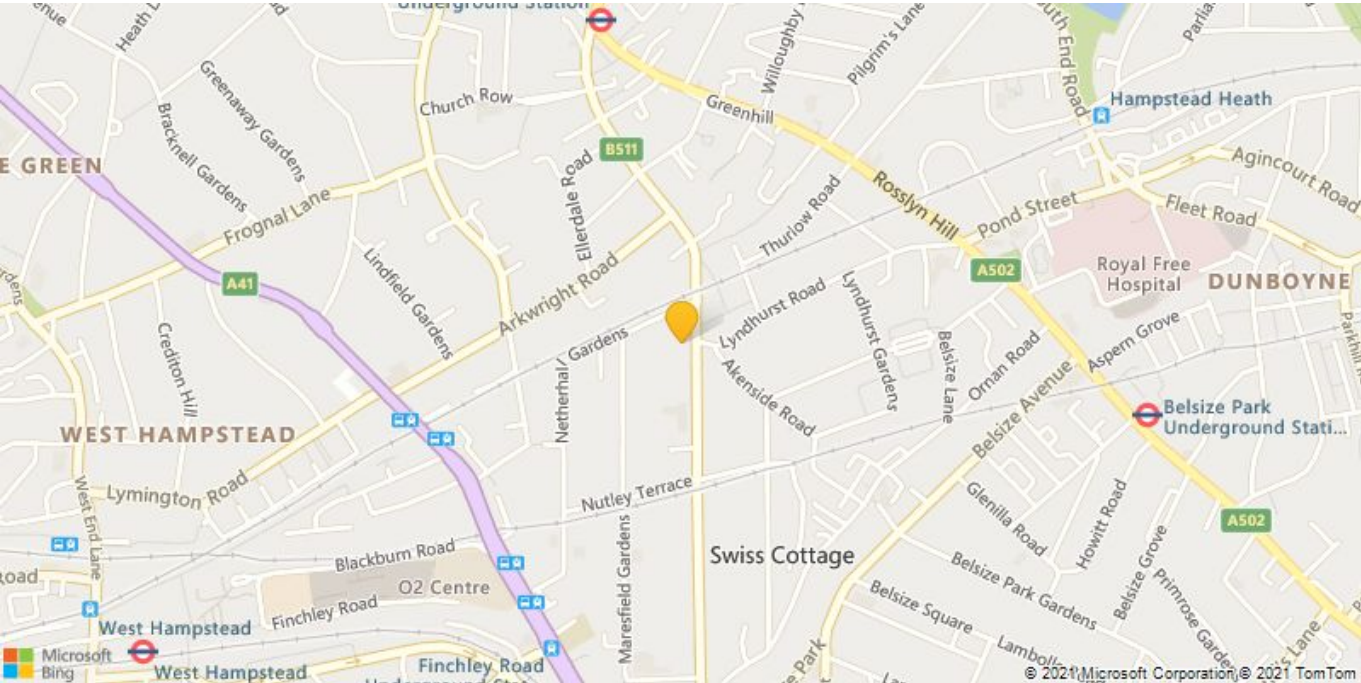 Underground Station
Heath
Willoughby
Pilgrim's Lane
South End Road
Greenaway Gardens
Church Row
Greenhill
Hampstead Heath
Bracknell Gardens
B511
E GREEN
Ellerdale Road
Agincourt Road
Rosslyn Hill
Frognal Lane
Thurlow Road
Pond Street
Fleet Road
A41
Lindfield Gardens
Arkwright Road
A502
Royal Free
Hospital
DUNBOYNE
Lyndhurst Road
Lyndhurst Gardens
Crediton Hill
Netherhall Gardens
Akenside Road
Belsize Lane
Ornan Road
Aspern Grove
Belsize Avenue
Belsize Park
Underground Stati...
WEST HAMPSTEAD
Lymington Road
West End Lane
Nutley Terrace
Glenilla Road
Howitt Road
A502
Blackburn Road
Maresfield Gardens
Swiss Cottage
O2 Centre
Belsize Park Gardens
Belsize Grove
Primrose Gardens
Road
Finchley Road
Belsize Square
West Hampstead
Park
Microsoft
Bing
West Hampstead
Finchley Road
© 2021 Microsoft Corporation © 2021 TomTom